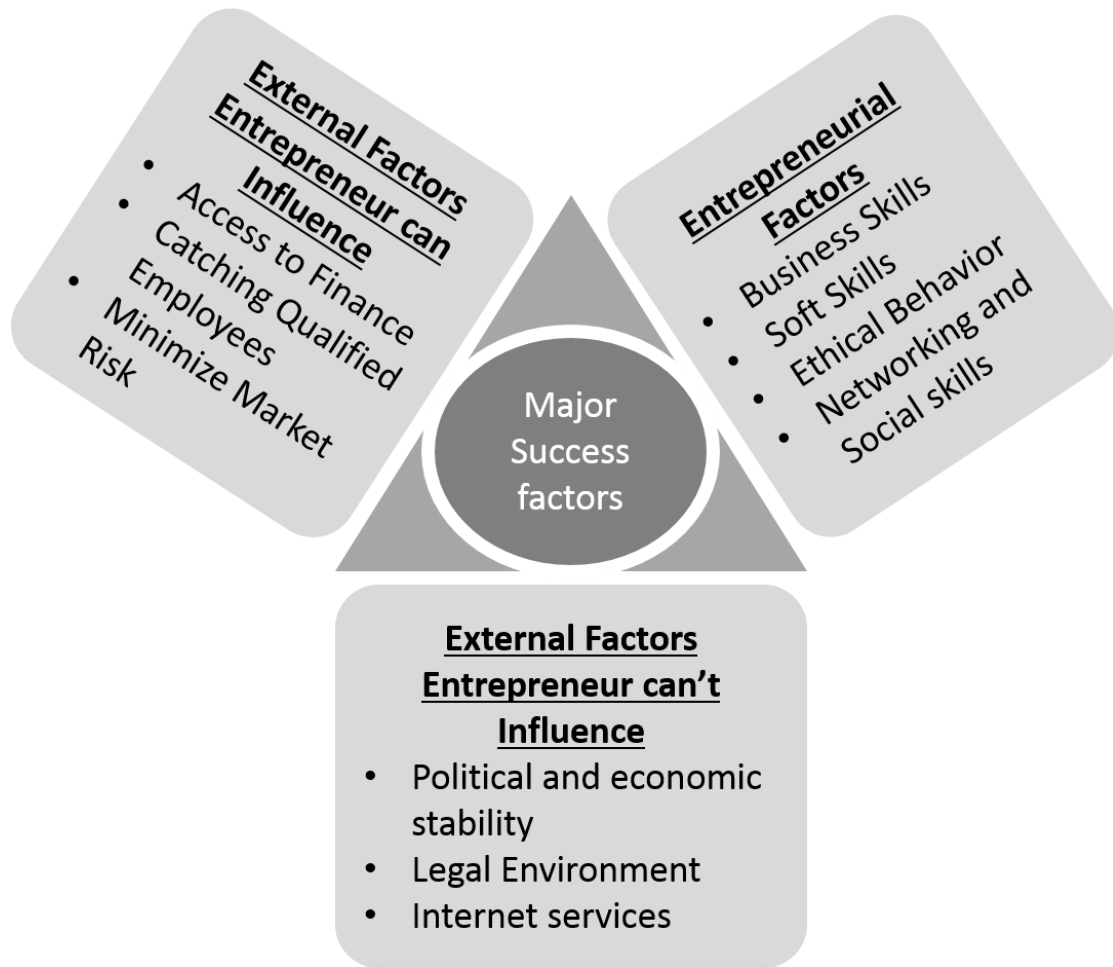 External Factors
Entrepreneur can
Influence
• Access to Finance
• Catching Qualified
Employees
• Minimize Market
Risk
Entrepreneurial
Factors
• Business Skills
• Soft Skills
• Ethical Behavior
• Networking and
Social skills
Major
Success
factors
External Factors
Entrepreneur can’t
Influence
• Political and economic
stability
• Legal Environment
• Internet services